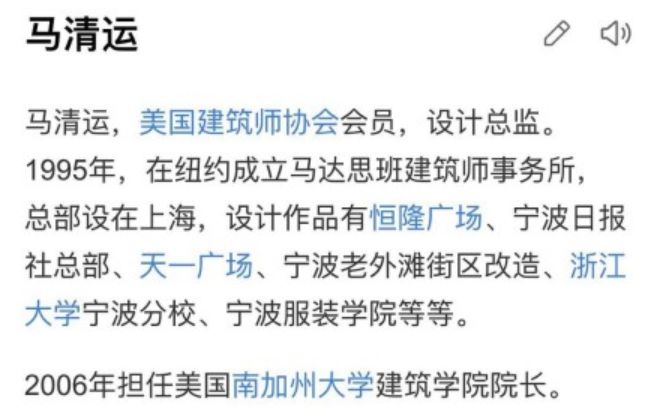 马清运
马清运，美国建筑师协会会员，设计总监。
1995年，在纽约成立马达思班建筑师事务所，
总部设在上海，设计作品有恒隆广场、宁波日报
社总部、天一广场、宁波老外滩街区改造、浙江
大学宁波分校、宁波服装学院等等。
2006年担任美国南加州大学建筑学院院长。